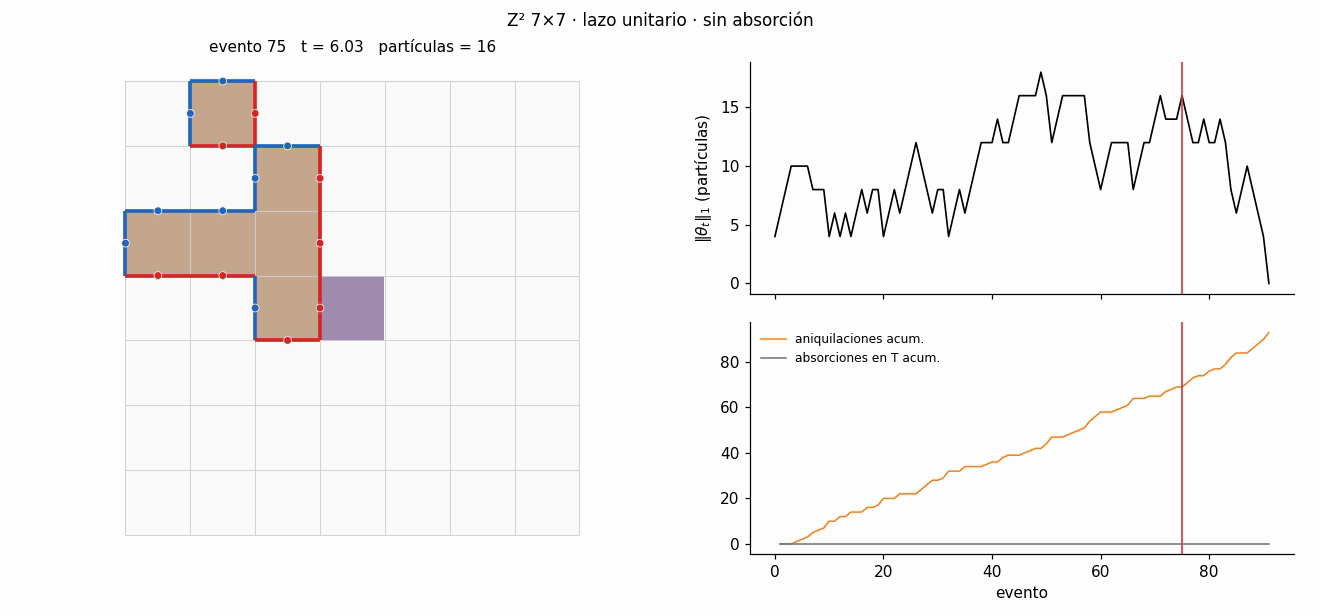 Z² 7×7 · lazo unitario · sin absorción
evento 75   t = 6.03   partículas = 16
‖θₜ‖₁ (partículas)
15
10
5
0
aniquilaciones acum.
absorciones en T acum.
80
60
40
20
0
0 20 40 60 80
evento